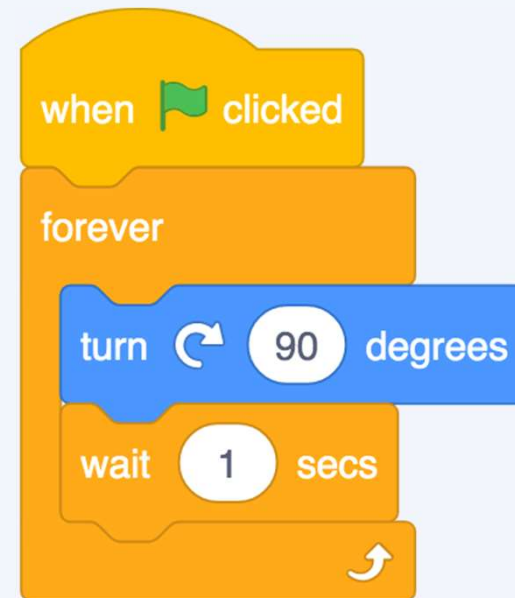 when clicked
forever
turn 90 degrees
wait 1 secs